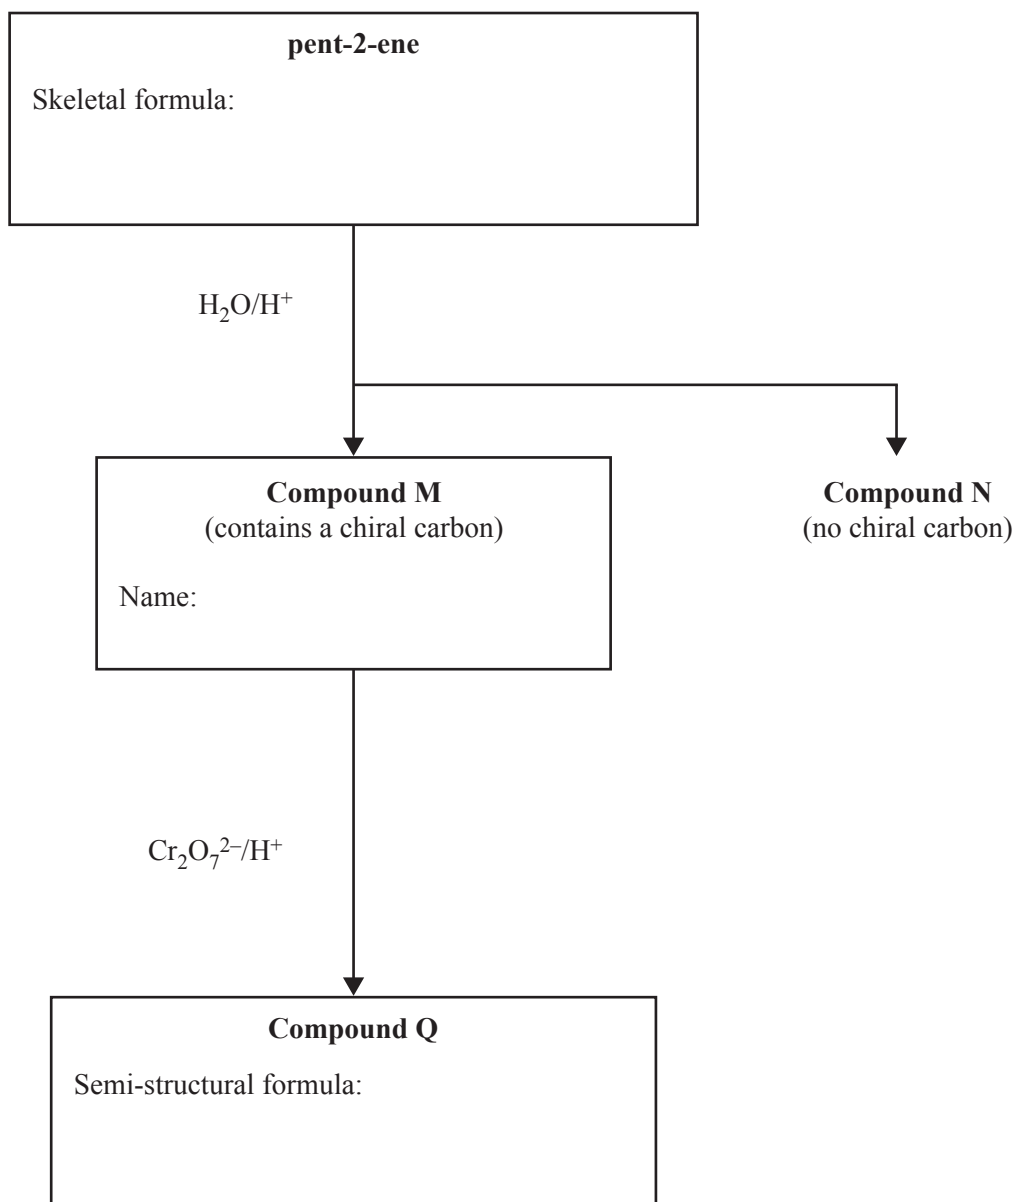 pent-2-ene
Skeletal formula:
H₂O/H⁺
Compound M
(contains a chiral carbon)
Name:
Compound N
(no chiral carbon)
Cr₂O₇²⁻/H⁺
Compound Q
Semi-structural formula: